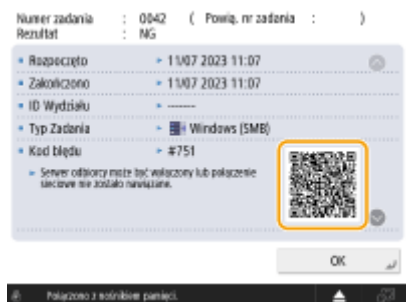 Numer zadania : 0042 ( Powią. nr zadania : )
Rezultat : NG
Rozpoczęto 11/07 2023 11:07
Zakończono 11/07 2023 11:07
ID Wydziału -------
Typ Zadania Windows (SMB)
Kod błędu #751
Serwer odbiorcy może być wyłączony lub połączenie
sieciowe nie zostało nawiązane.
OK
Połączono z nośnikiem pamięci.